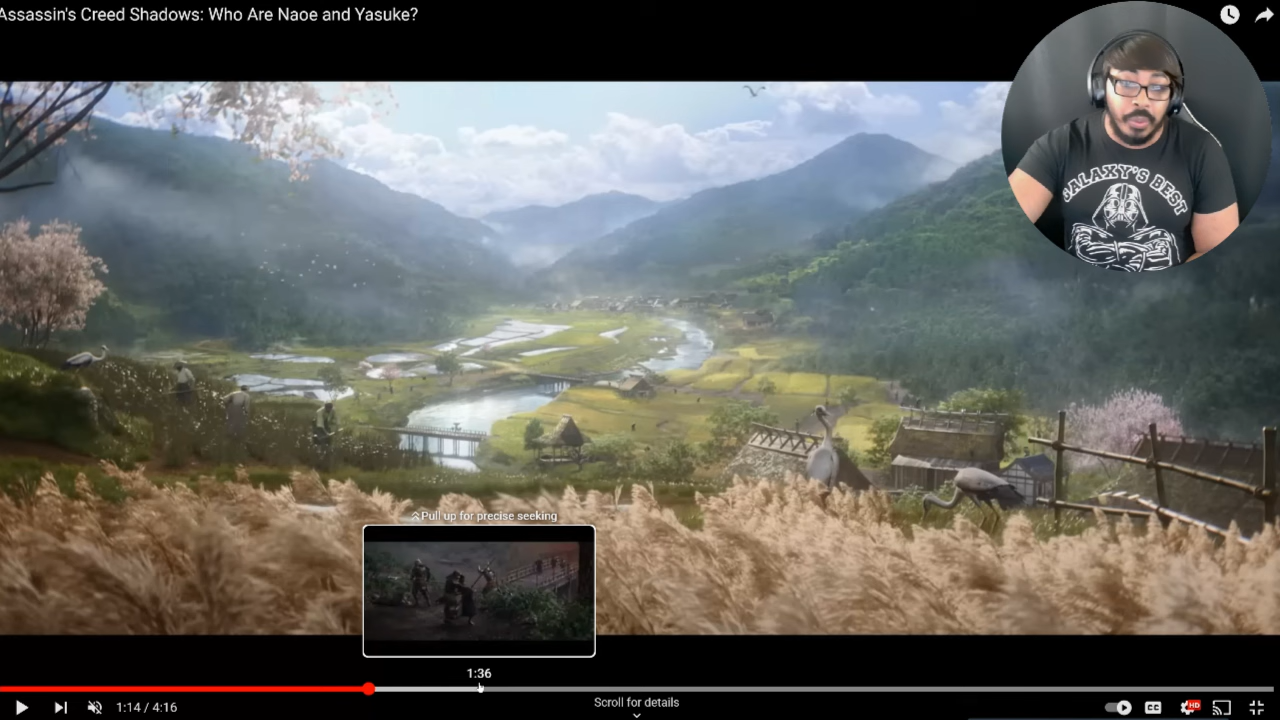 Assassin's Creed Shadows: Who Are Naoe and Yasuke?
GALAXY'S BEST
Pull up for precise seeking
1:36
1:14 / 4:16
Scroll for details
CC
HD